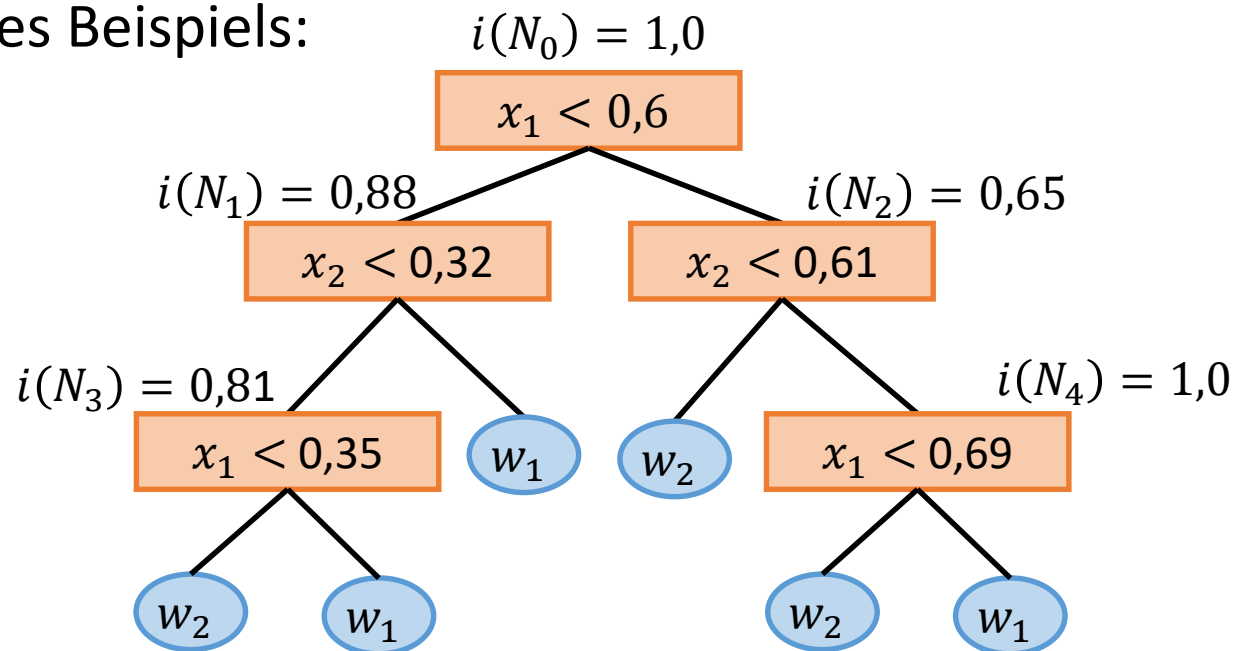 es Beispiels:
i(N₀) = 1,0
x₁ < 0,6
i(N₁) = 0,88
i(N₂) = 0,65
x₂ < 0,32
x₂ < 0,61
i(N₃) = 0,81
i(N₄) = 1,0
x₁ < 0,35
w₁
w₂
x₁ < 0,69
w₂
w₁
w₂
w₁